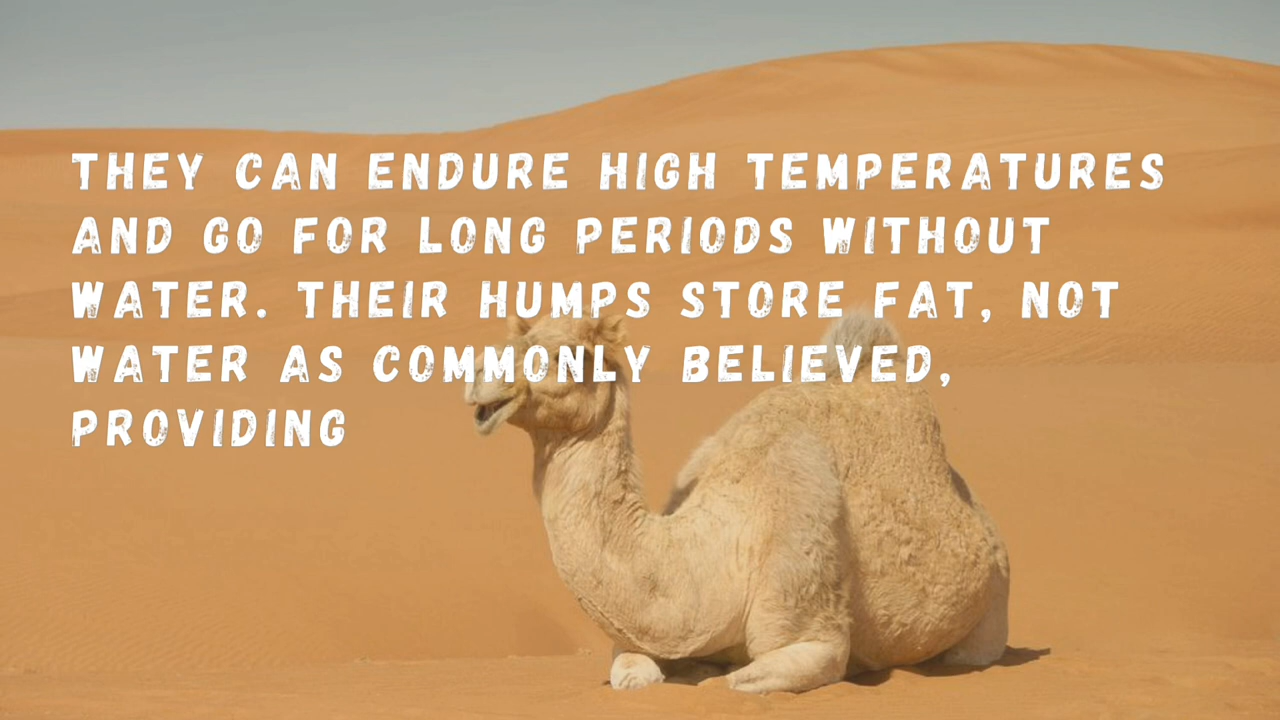 THEY CAN ENDURE HIGH TEMPERATURES
AND GO FOR LONG PERIODS WITHOUT
WATER. THEIR HUMPS STORE FAT, NOT
WATER AS COMMONLY BELIEVED,
PROVIDING